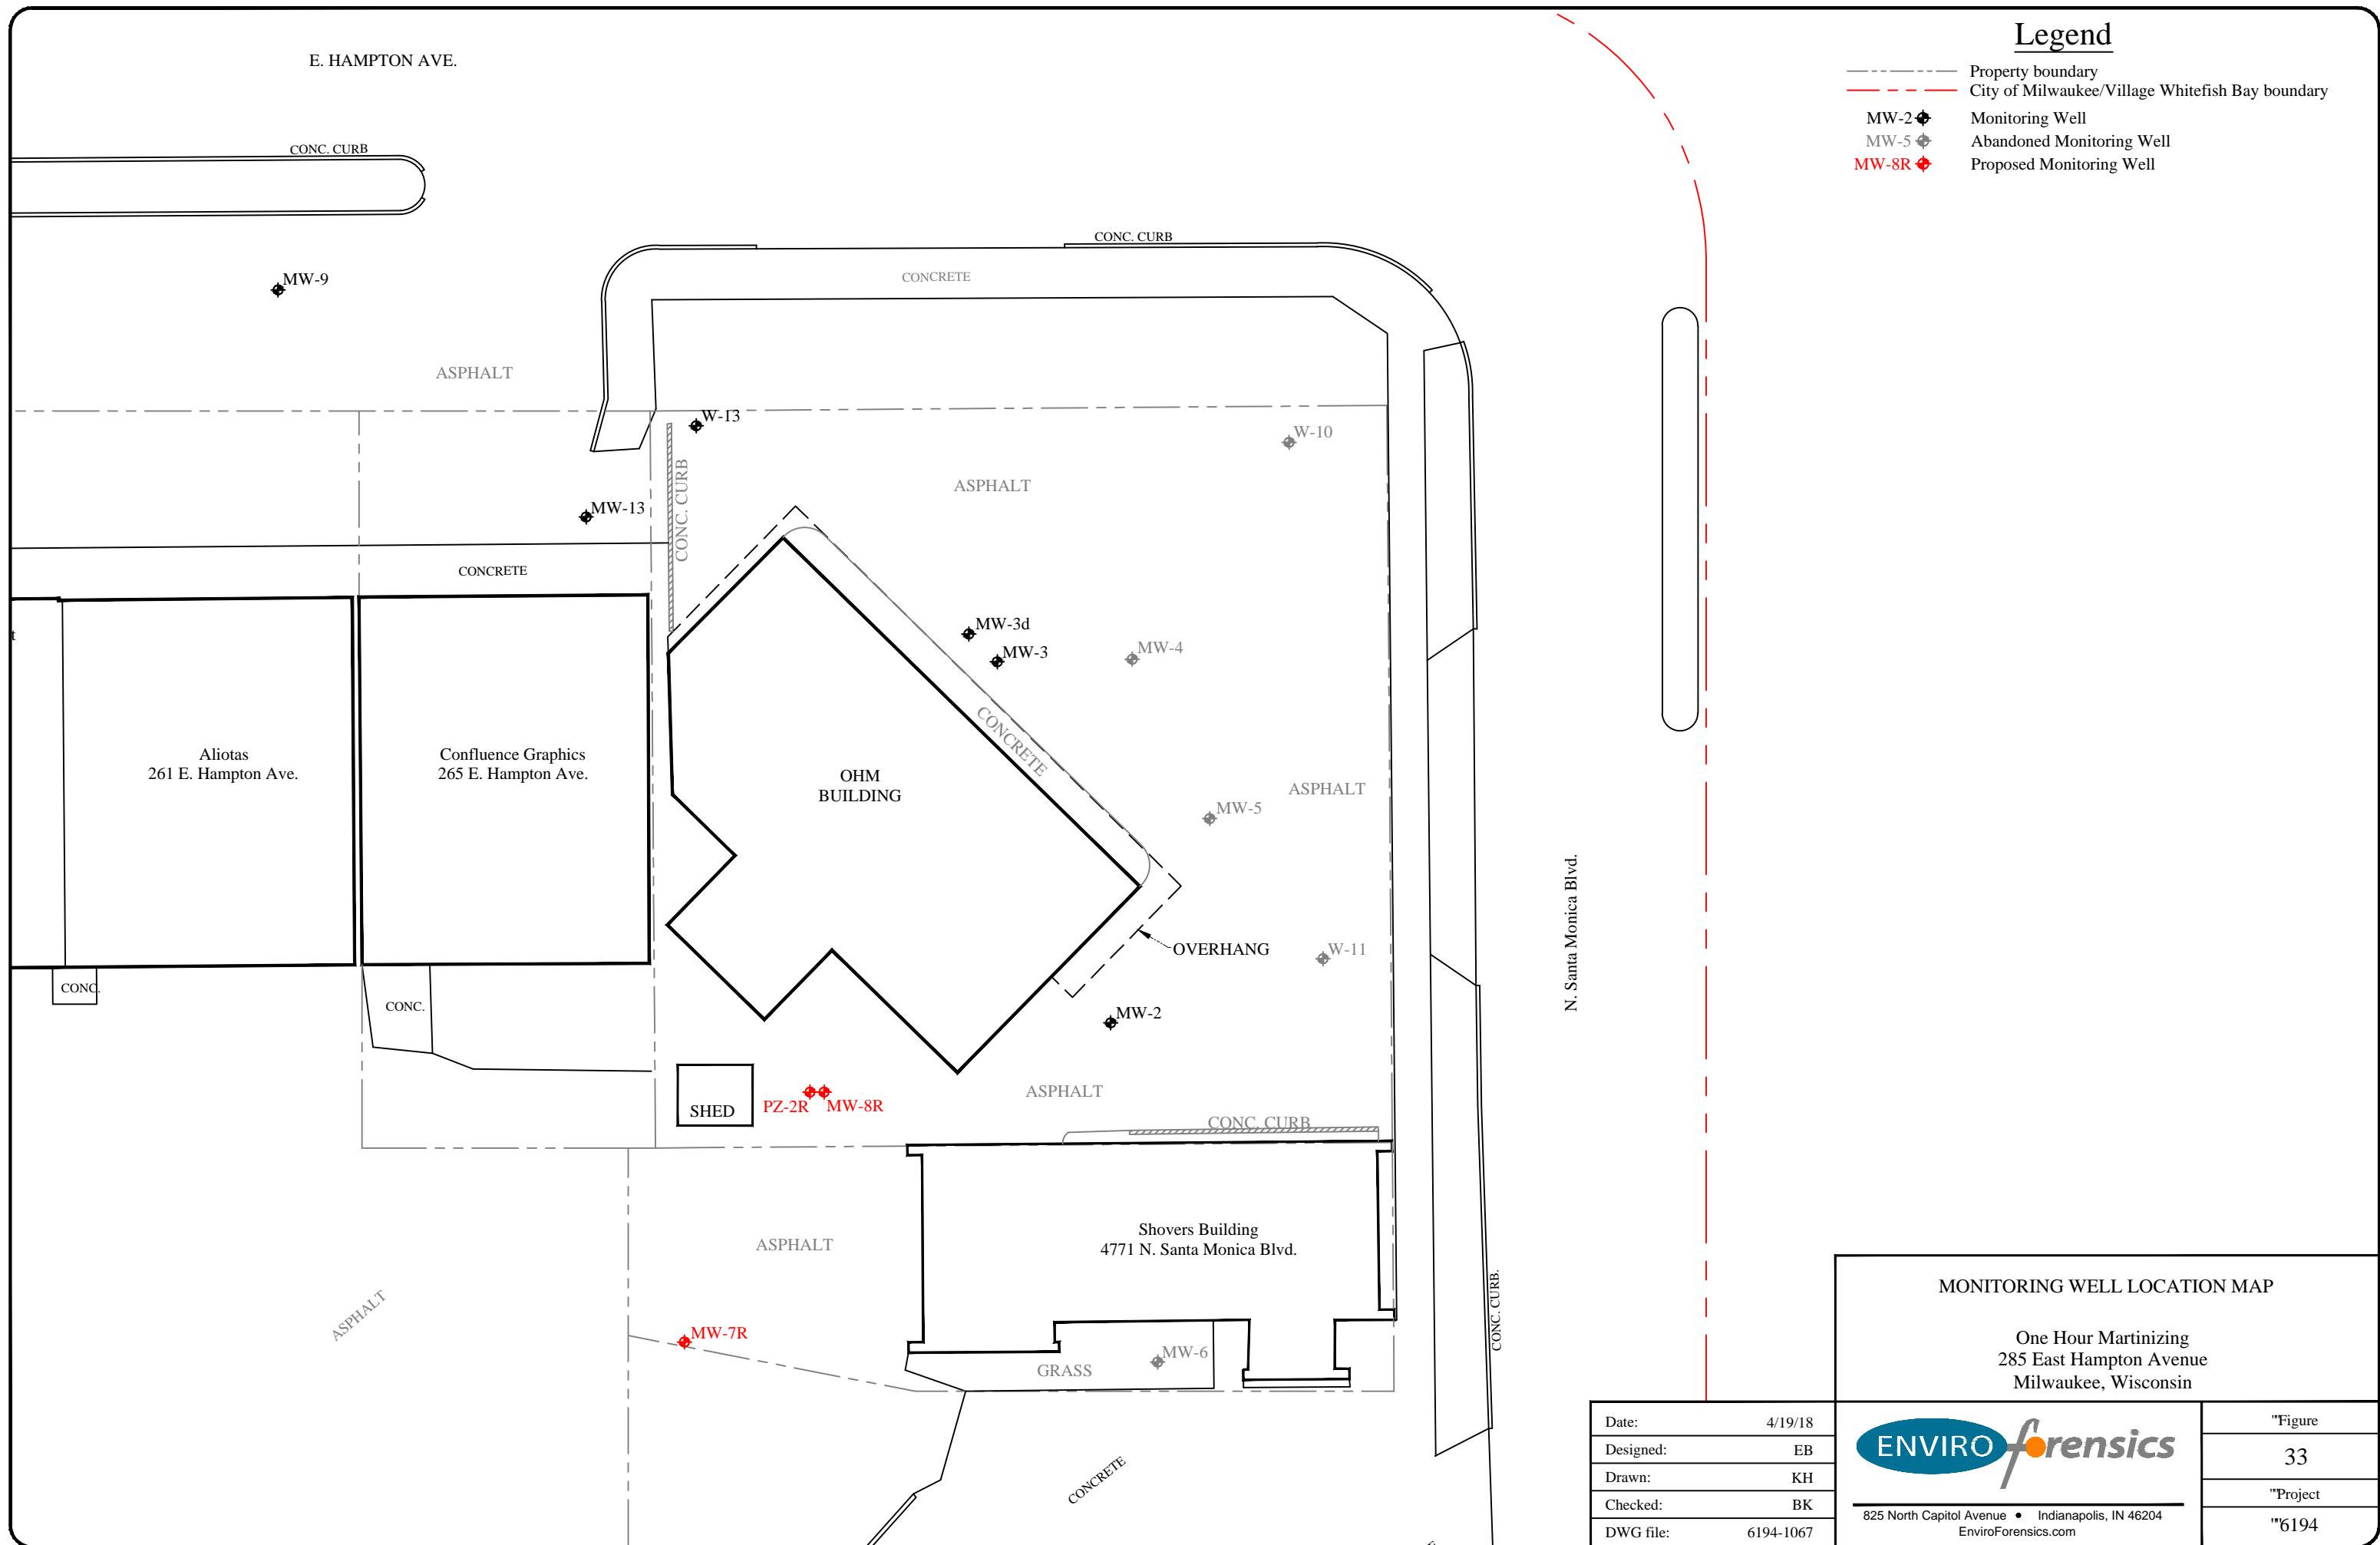 E. HAMPTON AVE.
Legend
Property boundary
City of Milwaukee/Village Whitefish Bay boundary
MW-2 Monitoring Well
MW-5 Abandoned Monitoring Well
MW-8R Proposed Monitoring Well
CONC. CURB
CONC. CURB
CONCRETE
MW-9
ASPHALT
W-13
W-10
CONC. CURB
ASPHALT
MW-13
CONCRETE
MW-3d
MW-3
MW-4
t
CONCRETE
Aliotas
261 E. Hampton Ave.
Confluence Graphics
265 E. Hampton Ave.
OHM
BUILDING
ASPHALT
MW-5
N. Santa Monica Blvd.
OVERHANG
W-11
CONC.
CONC.
MW-2
SHED
PZ-2R
MW-8R
ASPHALT
CONC. CURB
ASPHALT
Shovers Building
4771 N. Santa Monica Blvd.
ASPHALT
MW-7R
MW-6
GRASS
CONC. CURB.
CONCRETE
MONITORING WELL LOCATION MAP
One Hour Martinizing
285 East Hampton Avenue
Milwaukee, Wisconsin
Date: 4/19/18
Designed: EB
Drawn: KH
Checked: BK
DWG file: 6194-1067
ENVIROforensics
825 North Capitol Avenue • Indianapolis, IN 46204
EnviroForensics.com
""Figure
33
""Project
""6194